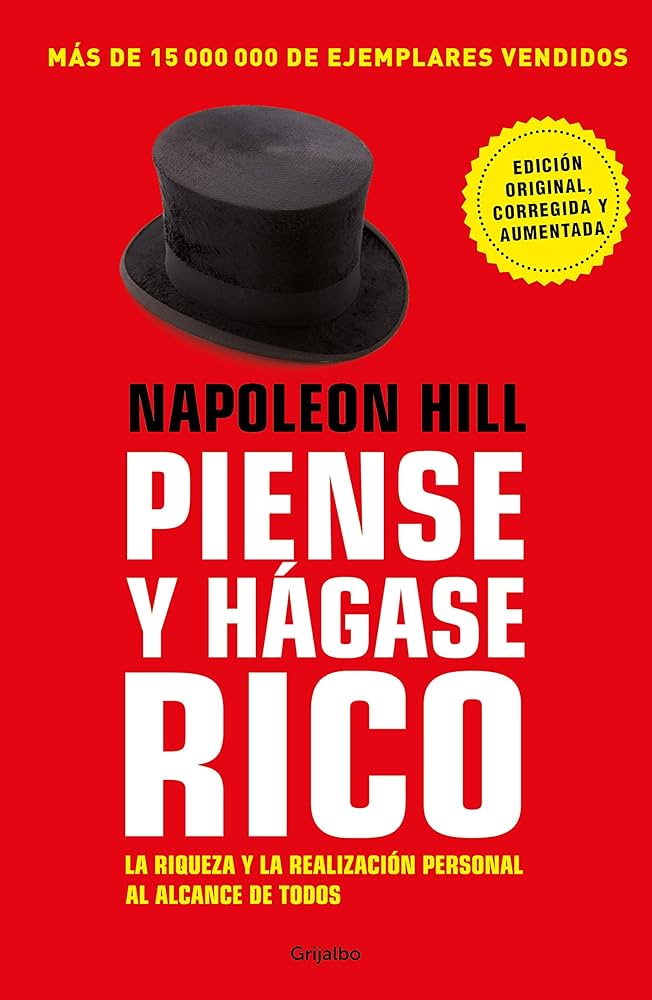 MÁS DE 15 000 000 DE EJEMPLARES VENDIDOS
EDICIÓN
ORIGINAL,
CORREGIDA Y
AUMENTADA
NAPOLEON HILL
PIENSE
Y HÁGASE
RICO
LA RIQUEZA Y LA REALIZACIÓN PERSONAL
AL ALCANCE DE TODOS
Grijalbo